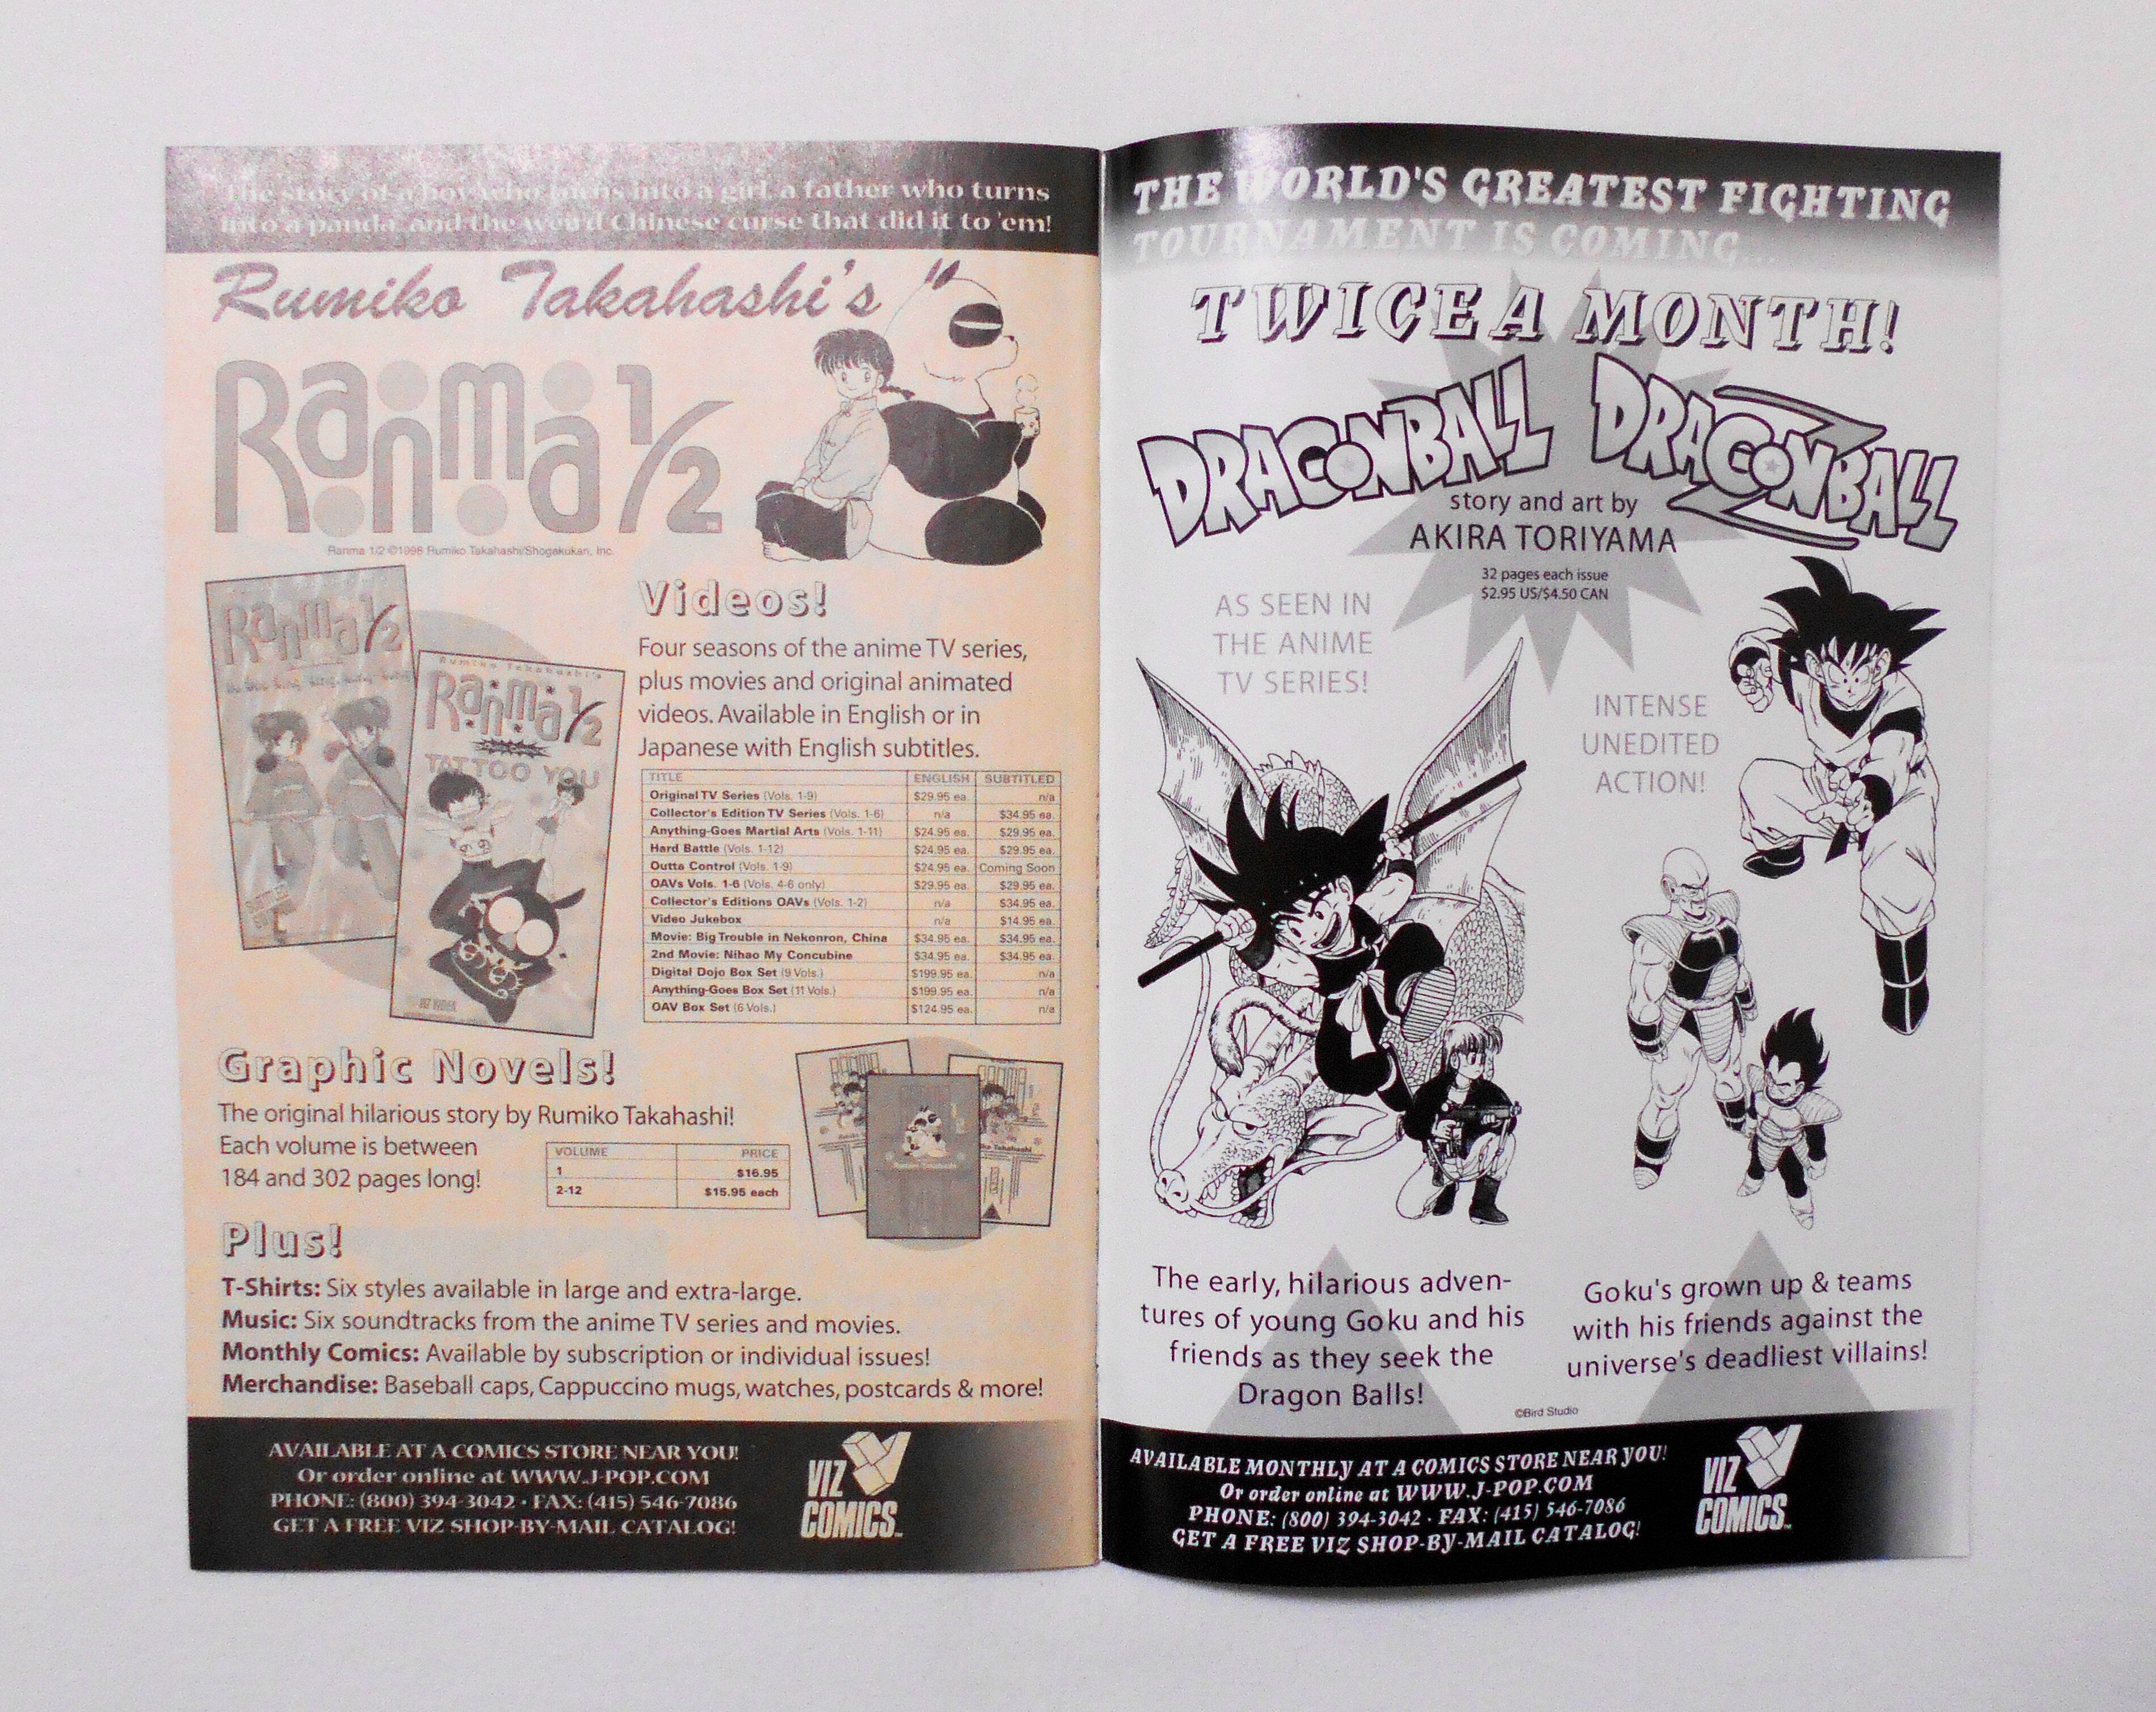 The story of a boy who turns into a girl, a father who turns
into a panda, and the weird Chinese curse that did it to 'em!
Rumiko Takahashi's
Ranma 1/2
Ranma 1/2 ©1998 Rumiko Takahashi/Shogakukan, Inc.
Ranma 1/2
Rumiko Takahashi's
Ranma 1/2
TATTOO YOU
VIZ VIDEO
Videos!
Four seasons of the anime TV series,
plus movies and original animated
videos. Available in English or in
Japanese with English subtitles.
TITLE ENGLISH SUBTITLED
Original TV Series (Vols. 1-9) $29.95 ea. n/a
Collector's Edition TV Series (Vols. 1-6) n/a $34.95 ea.
Anything-Goes Martial Arts (Vols. 1-11) $24.95 ea. $29.95 ea.
Hard Battle (Vols. 1-12) $24.95 ea. $29.95 ea.
Outta Control (Vols. 1-9) $24.95 ea. Coming Soon
OAVs Vols. 1-6 (Vols. 4-6 only) $29.95 ea. $29.95 ea.
Collector's Editions OAVs (Vols. 1-2) n/a $34.95 ea.
Video Jukebox n/a $14.95 ea.
Movie: Big Trouble in Nekonron, China $34.95 ea. $34.95 ea.
2nd Movie: Nihao My Concubine $34.95 ea. $34.95 ea.
Digital Dojo Box Set (9 Vols.) $199.95 ea. n/a
Anything-Goes Box Set (11 Vols.) $199.95 ea. n/a
OAV Box Set (6 Vols.) $124.95 ea. n/a
Graphic Novels!
The original hilarious story by Rumiko Takahashi!
Each volume is between
184 and 302 pages long!
VOLUME PRICE
1 $16.95
2-12 $15.95 each
Rumiko Takahashi
Plus!
T-Shirts: Six styles available in large and extra-large.
Music: Six soundtracks from the anime TV series and movies.
Monthly Comics: Available by subscription or individual issues!
Merchandise: Baseball caps, Cappuccino mugs, watches, postcards & more!
AVAILABLE AT A COMICS STORE NEAR YOU!
Or order online at WWW.J-POP.COM
PHONE: (800) 394-3042 • FAX: (415) 546-7086
GET A FREE VIZ SHOP-BY-MAIL CATALOG!
VIZ
COMICS™
THE WORLD'S GREATEST FIGHTING
TOURNAMENT IS COMING...
TWICE A MONTH!
DRAGONBALL DRAGONBALL Z
story and art by
AKIRA TORIYAMA
32 pages each issue
$2.95 US/$4.50 CAN
AS SEEN IN
THE ANIME
TV SERIES!
INTENSE
UNEDITED
ACTION!
The early, hilarious adven-
tures of young Goku and his
friends as they seek the
Dragon Balls!
Goku's grown up & teams
with his friends against the
universe's deadliest villains!
©Bird Studio
AVAILABLE MONTHLY AT A COMICS STORE NEAR YOU!
Or order online at WWW.J-POP.COM
PHONE: (800) 394-3042 • FAX: (415) 546-7086
GET A FREE VIZ SHOP-BY-MAIL CATALOG!
VIZ
COMICS™